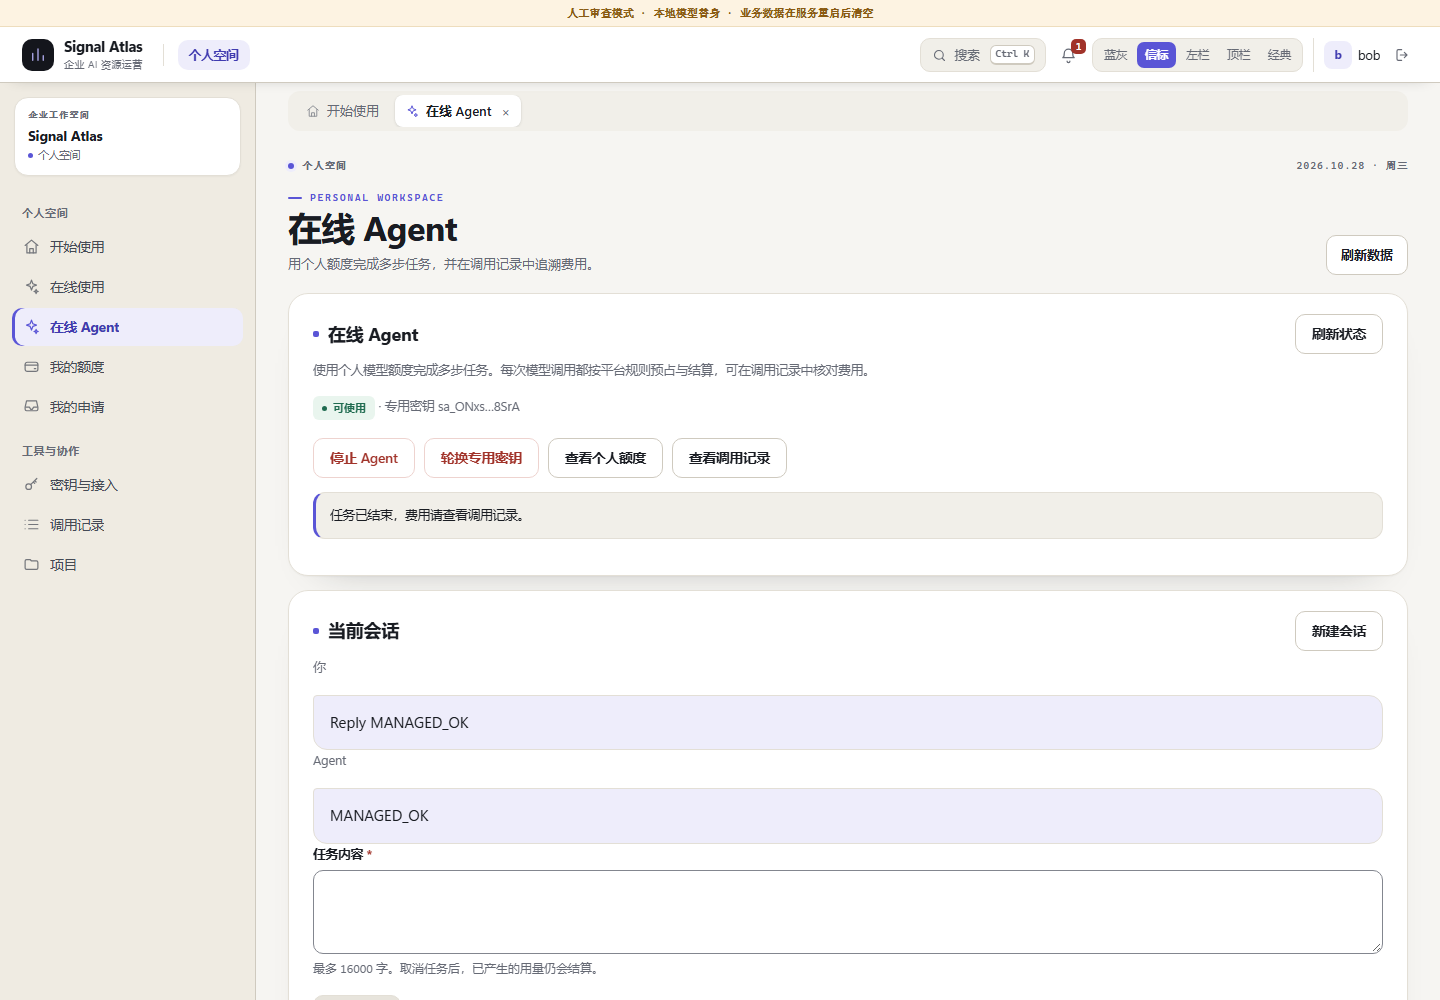 人工审查模式 · 本地模型替身 · 业务数据在服务重启后清空
Signal Atlas
企业 AI 资源运营
个人空间
搜索 Ctrl K
1
蓝灰 信标 左栏 顶栏 经典
b bob
企业工作空间
Signal Atlas
个人空间
个人空间
开始使用
在线使用
在线 Agent
我的额度
我的申请
工具与协作
密钥与接入
调用记录
项目
开始使用
在线 Agent ×
个人空间
2026.10.28 · 周三
PERSONAL WORKSPACE
在线 Agent
用个人额度完成多步任务，并在调用记录中追溯费用。
刷新数据
在线 Agent
刷新状态
使用个人模型额度完成多步任务。每次模型调用都按平台规则预占与结算，可在调用记录中核对费用。
可使用 · 专用密钥 sa_ONxs…8SrA
停止 Agent 轮换专用密钥 查看个人额度 查看调用记录
任务已结束，费用请查看调用记录。
当前会话
新建会话
你
Reply MANAGED_OK
Agent
MANAGED_OK
任务内容 *
最多 16000 字。取消任务后，已产生的用量仍会结算。